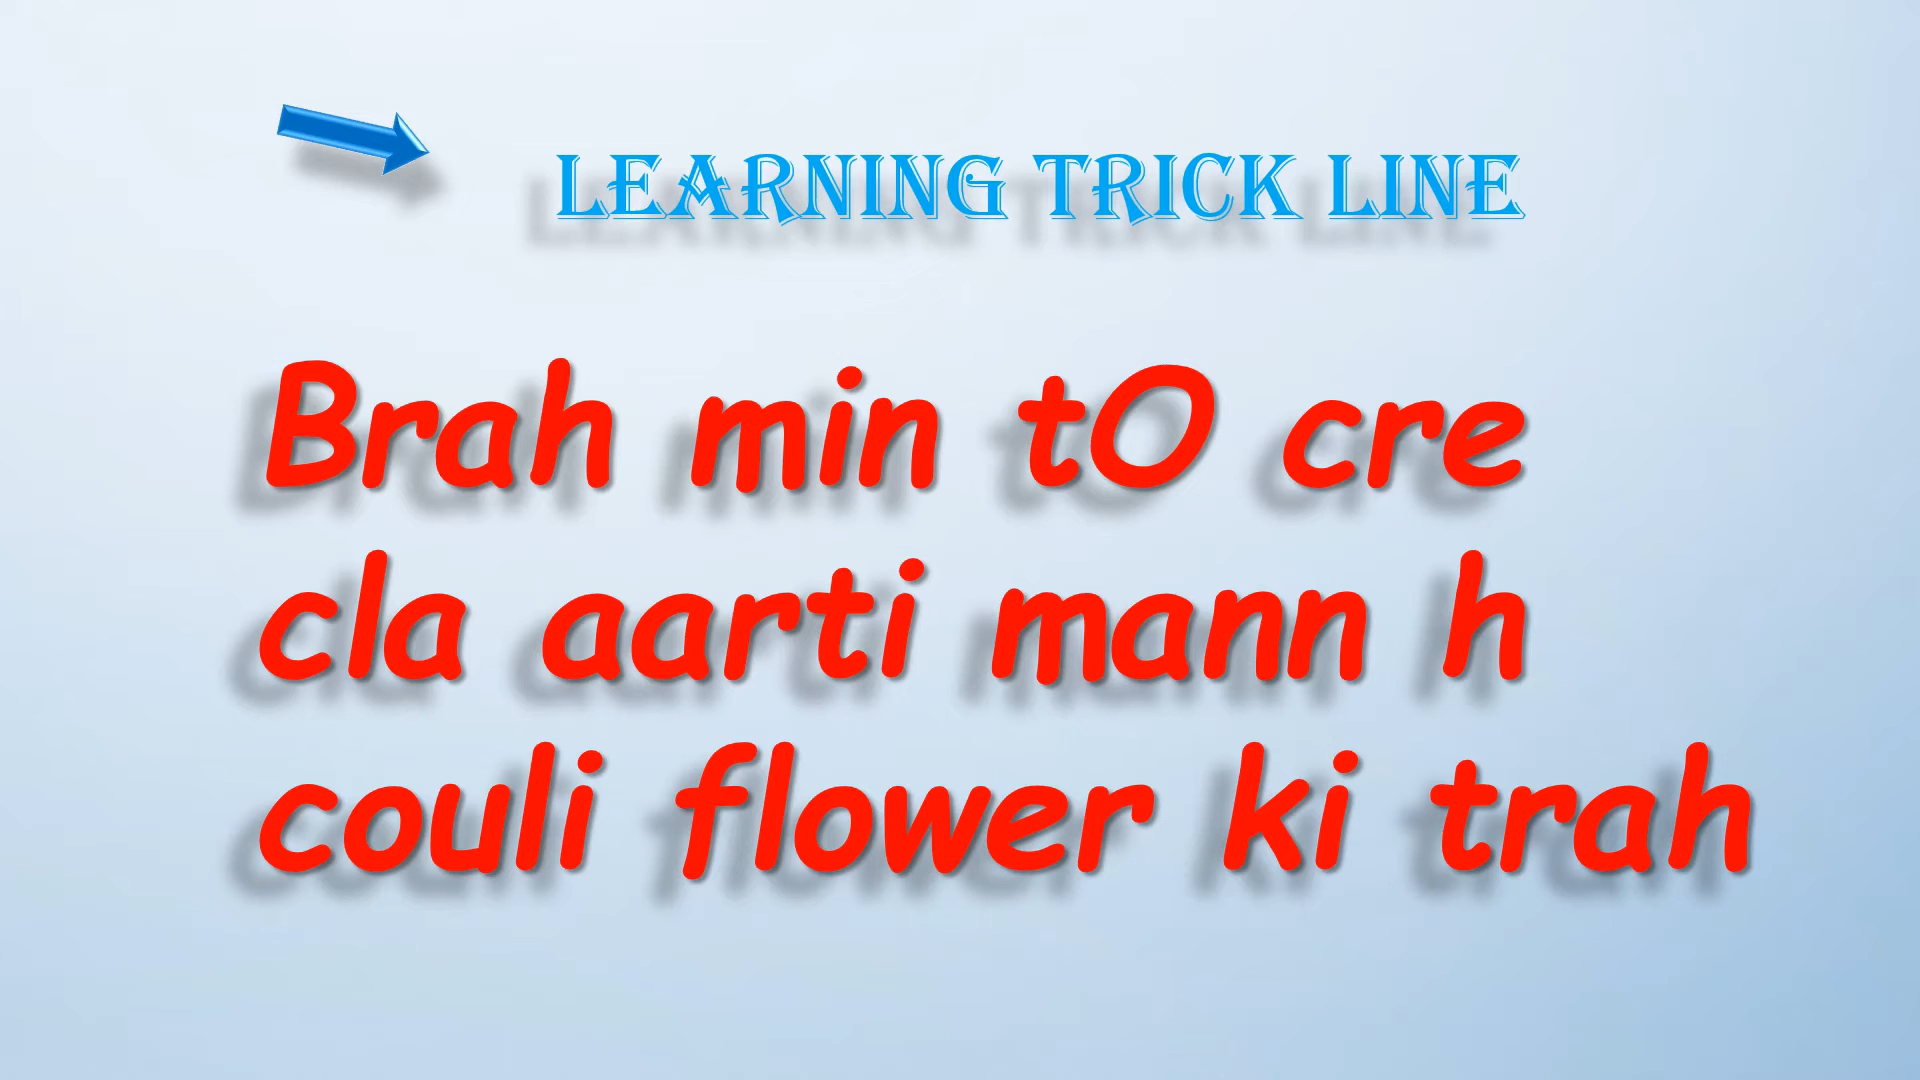 LEARNING TRICK LINE
Brah min tO cre
cla aarti mann h
couli flower ki trah